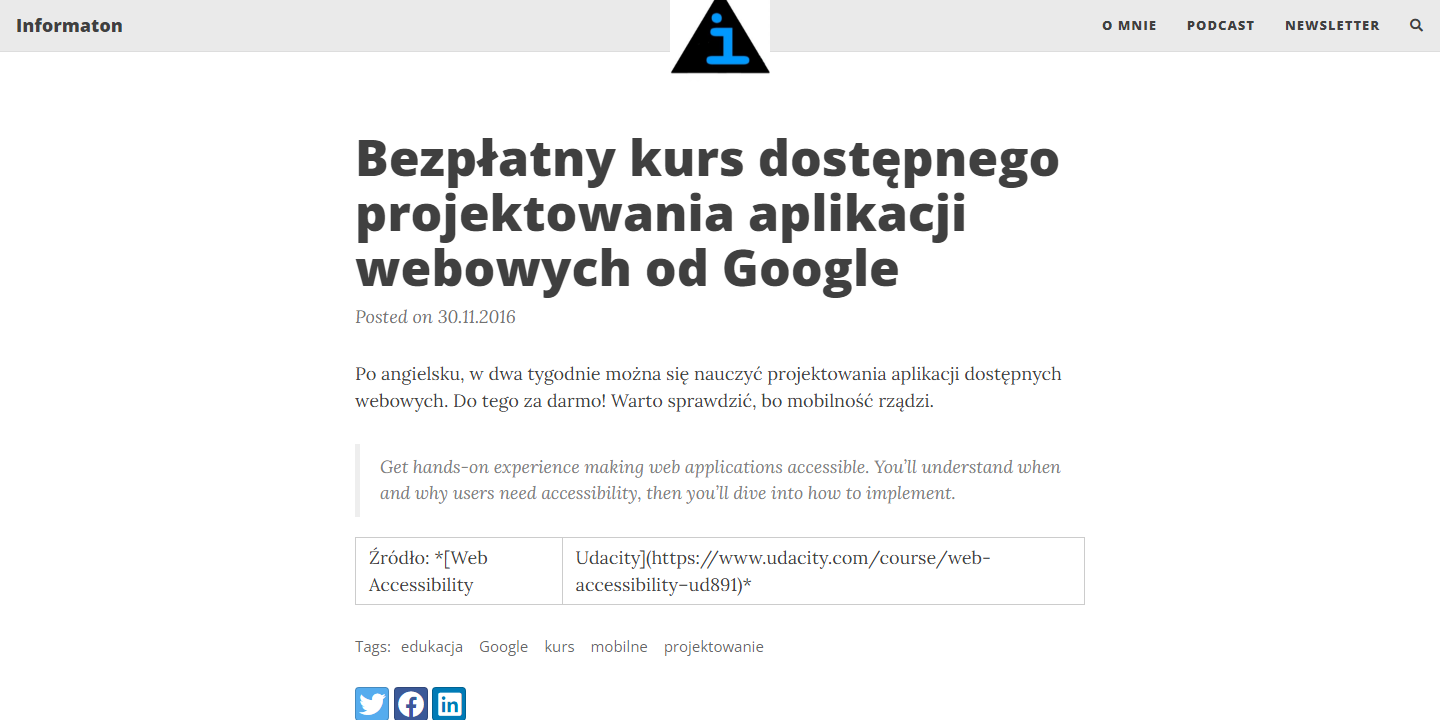 Informaton
i
O MNIE
PODCAST
NEWSLETTER
Bezpłatny kurs dostępnego
projektowania aplikacji
webowych od Google
Posted on 30.11.2016
Po angielsku, w dwa tygodnie można się nauczyć projektowania aplikacji dostępnych
webowych. Do tego za darmo! Warto sprawdzić, bo mobilność rządzi.
Get hands-on experience making web applications accessible. You’ll understand when
and why users need accessibility, then you’ll dive into how to implement.
Źródło: *[Web
Accessibility
Udacity](https://www.udacity.com/course/web-
accessibility–ud891)*
Tags: edukacja Google kurs mobilne projektowanie
in